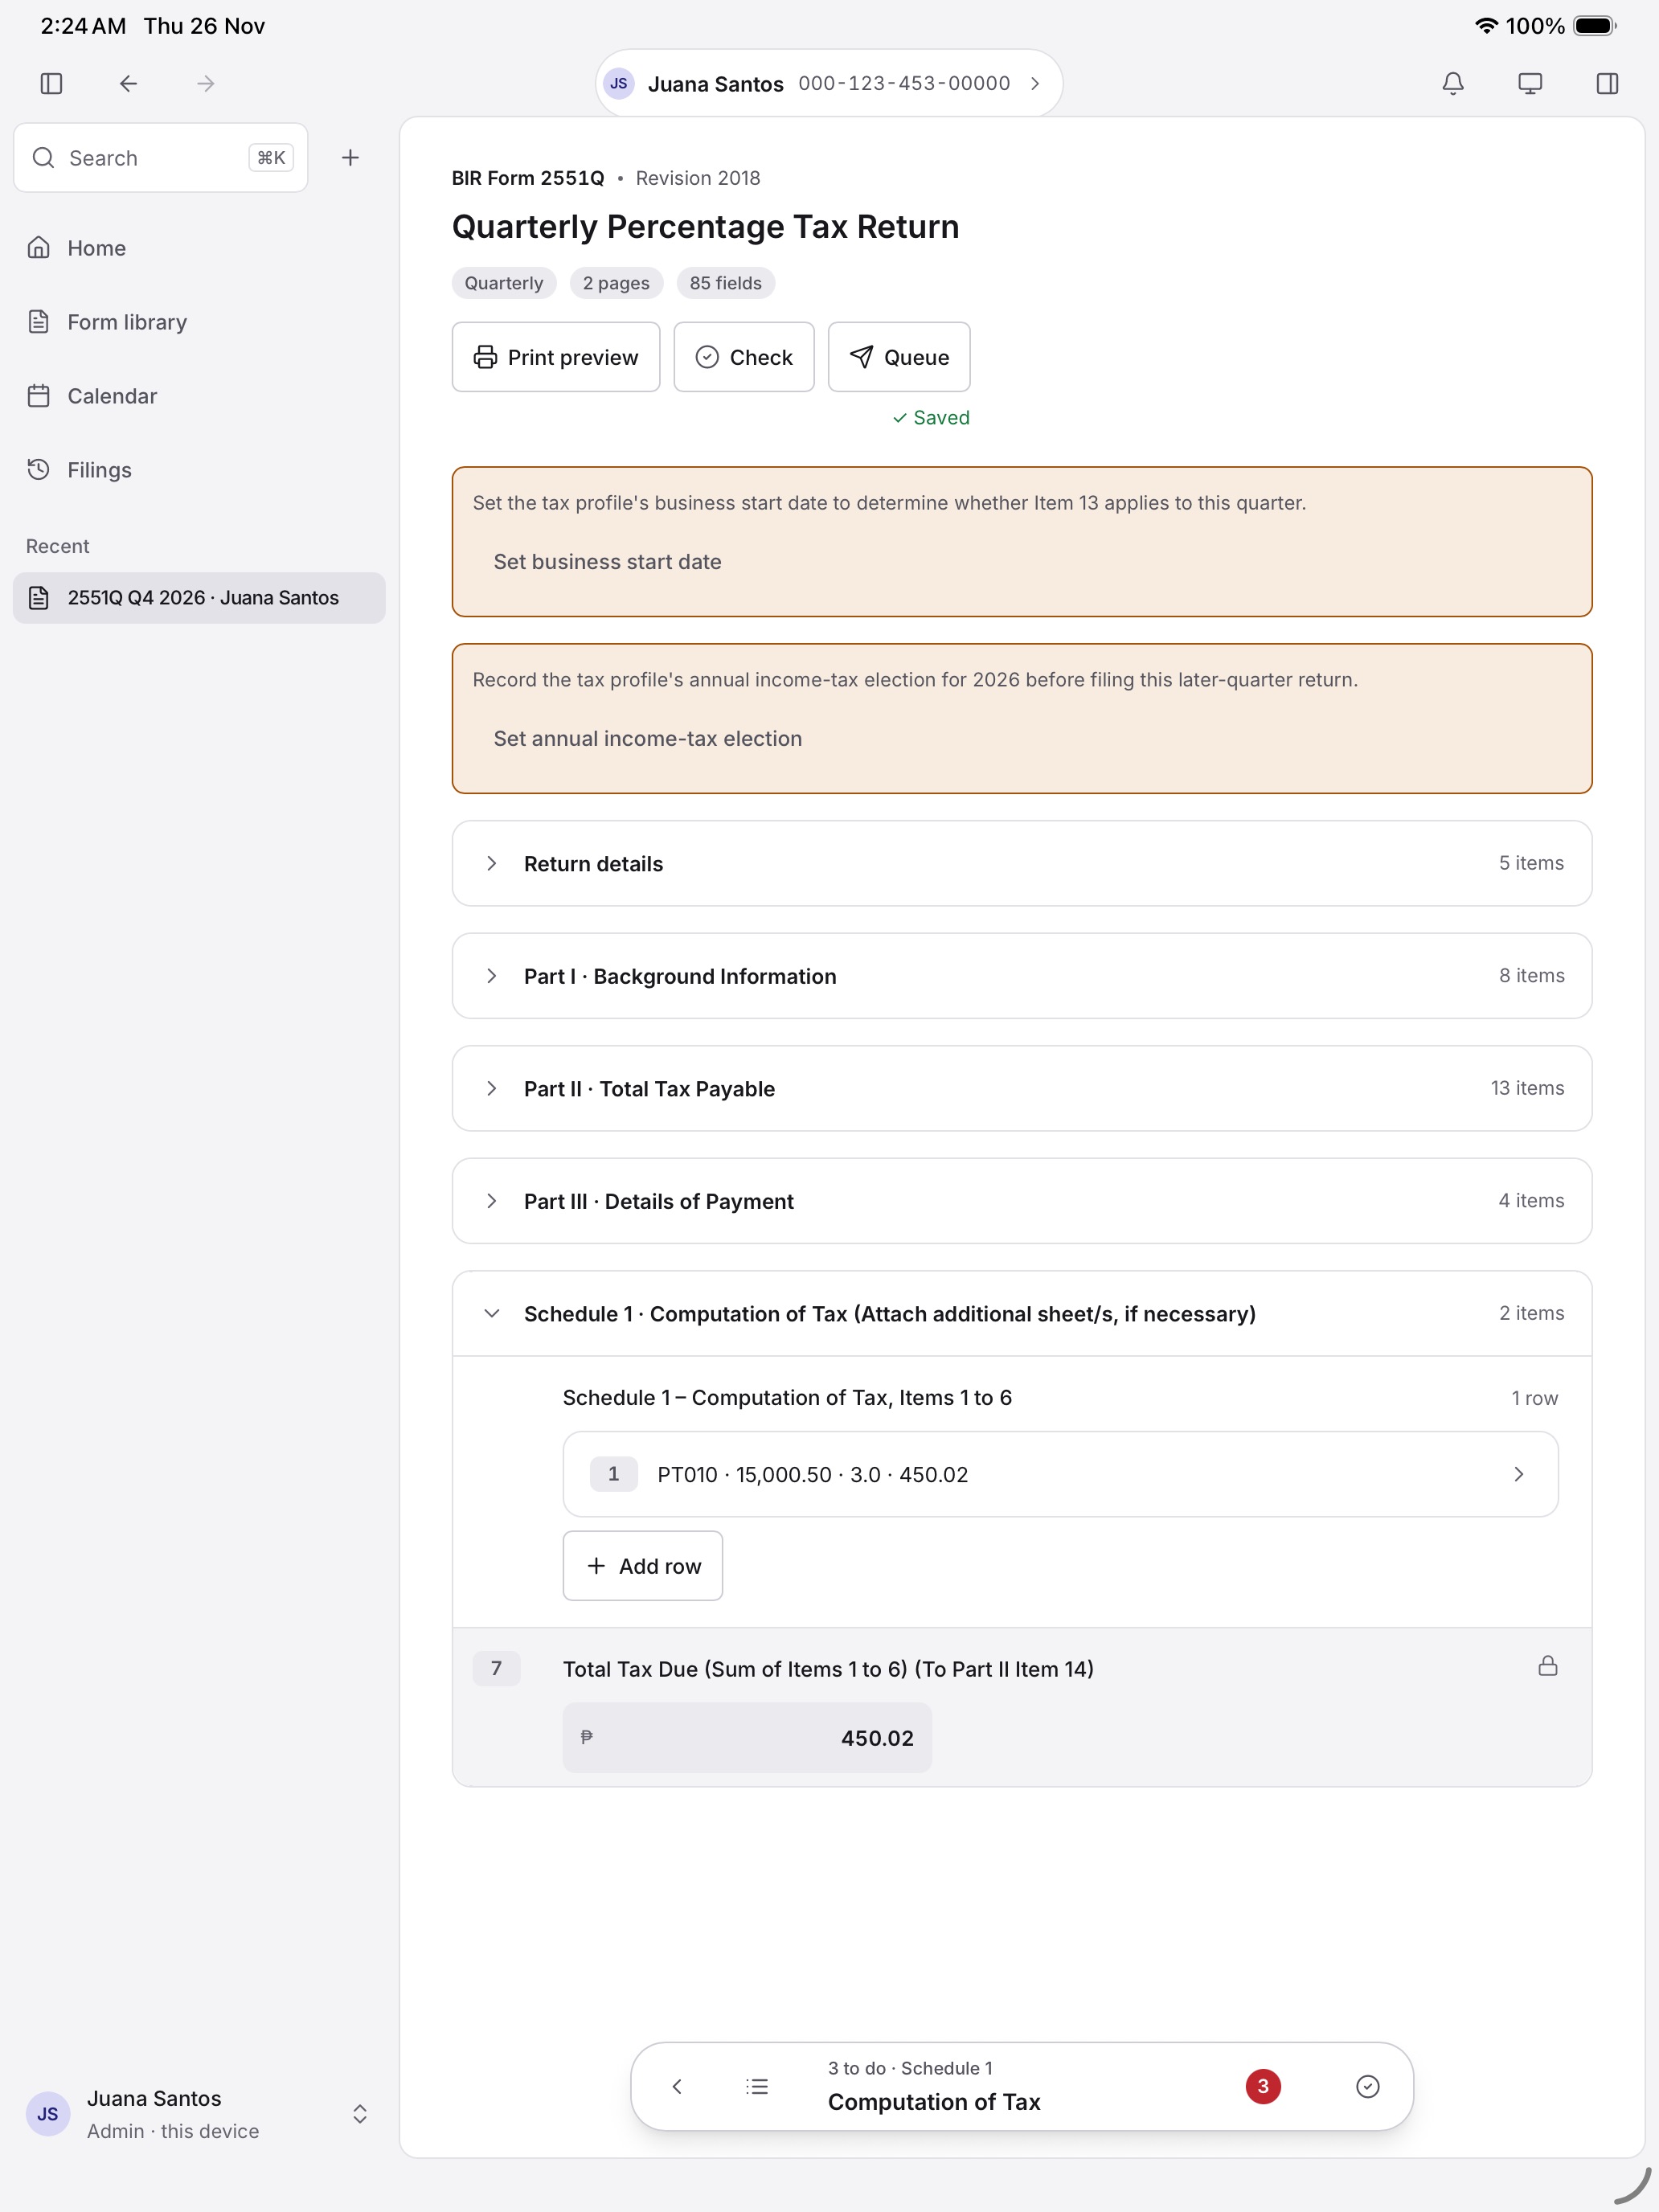 2:24 AM Thu 26 Nov
100%
JS Juana Santos 000-123-453-00000
Search ⌘K
Home
Form library
Calendar
Filings
Recent
2551Q Q4 2026 · Juana Santos
BIR Form 2551Q • Revision 2018
Quarterly Percentage Tax Return
Quarterly 2 pages 85 fields
Print preview Check Queue
Saved
Set the tax profile's business start date to determine whether Item 13 applies to this quarter.
Set business start date
Record the tax profile's annual income-tax election for 2026 before filing this later-quarter return.
Set annual income-tax election
Return details 5 items
Part I · Background Information 8 items
Part II · Total Tax Payable 13 items
Part III · Details of Payment 4 items
Schedule 1 · Computation of Tax (Attach additional sheet/s, if necessary) 2 items
Schedule 1 – Computation of Tax, Items 1 to 6 1 row
1 PT010 · 15,000.50 · 3.0 · 450.02
Add row
7 Total Tax Due (Sum of Items 1 to 6) (To Part II Item 14)
₱ 450.02
3 to do · Schedule 1
Computation of Tax
3
JS Juana Santos
Admin · this device